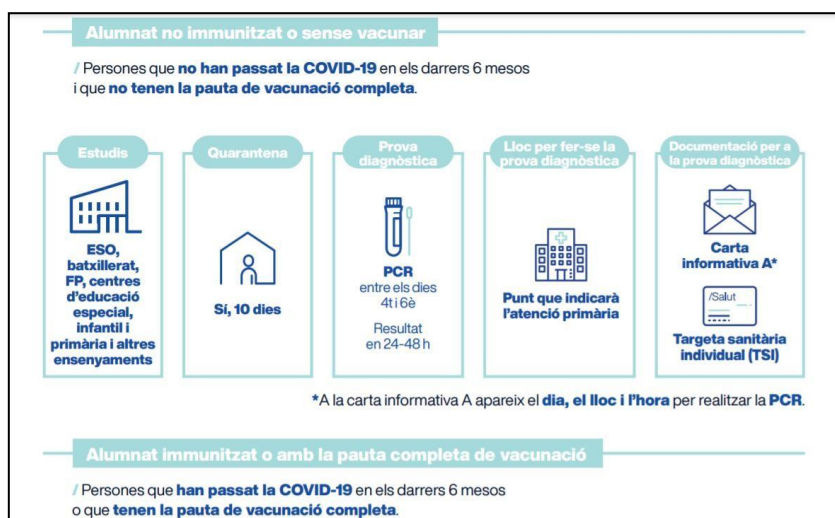 Alumnat no immunitzat o sense vacunar
/ Persones que no han passat la COVID-19 en els darrers 6 mesos
i que no tenen la pauta de vacunació completa.
Estudis
ESO,
batxillerat,
FP, centres
d'educació
especial,
infantil i
primària i altres
ensenyaments
Quarantena
Sí, 10 dies
Prova
diagnòstica
PCR
entre els dies
4t i 6è
Resultat
en 24-48 h
Lloc per fer-se la
prova diagnòstica
Punt que indicarà
l'atenció primària
Documentació per a
la prova diagnòstica
Carta
informativa A*
/Salut
Targeta sanitària
individual (TSI)
*A la carta informativa A apareix el dia, el lloc i l'hora per realitzar la PCR.
Alumnat immunitzat o amb la pauta completa de vacunació
/ Persones que han passat la COVID-19 en els darrers 6 mesos
o que tenen la pauta de vacunació completa.